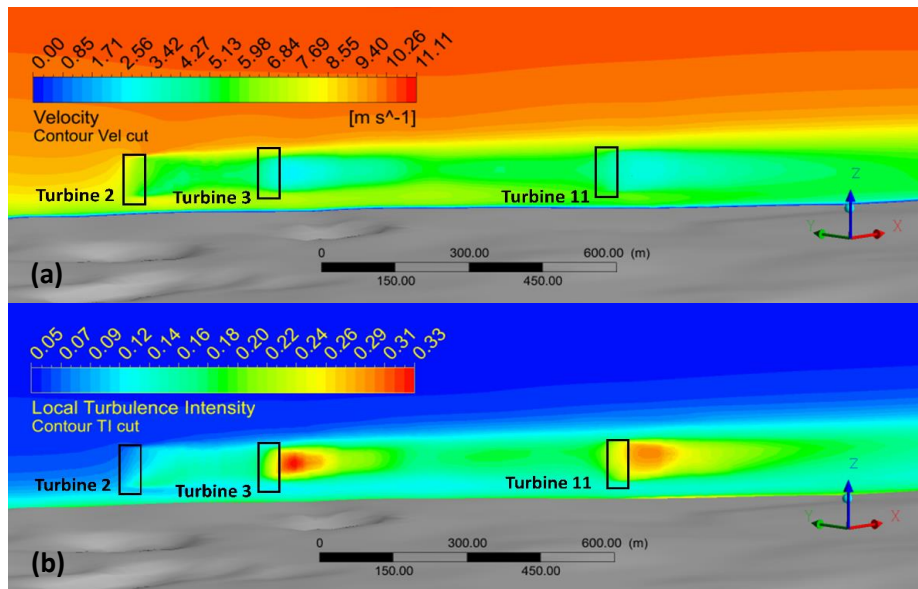 0.00 0.85 1.71 2.56 3.42 4.27 5.13 5.98 6.84 7.69 8.55 9.40 10.26 11.11
Velocity [m s^-1]
Contour Vel cut
Turbine 2 Turbine 3 Turbine 11
Z
Y X
0 300.00 600.00 (m)
150.00 450.00
(a)
0.05 0.07 0.09 0.12 0.14 0.16 0.18 0.20 0.22 0.24 0.26 0.29 0.31 0.33
Local Turbulence Intensity
Contour TI cut
Turbine 2 Turbine 3 Turbine 11
Z
Y X
0 300.00 600.00 (m)
150.00 450.00
(b)